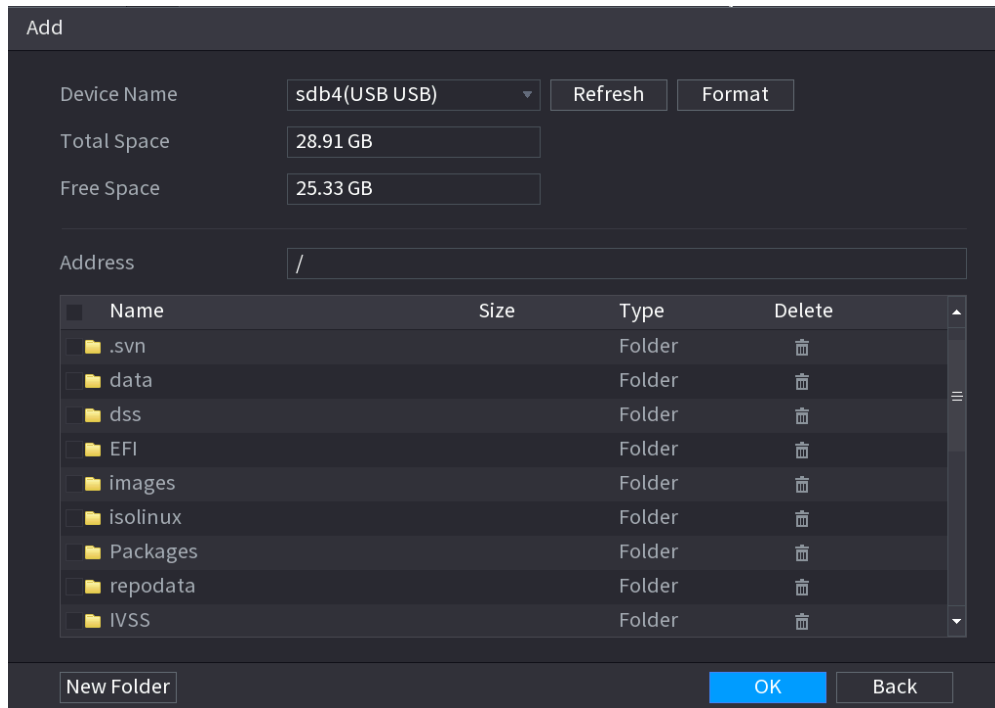 Add
Device Name sdb4(USB USB) Refresh Format
Total Space 28.91 GB
Free Space 25.33 GB
Address /
Name Size Type Delete
.svn Folder
data Folder
dss Folder
EFI Folder
images Folder
isolinux Folder
Packages Folder
repodata Folder
IVSS Folder
New Folder OK Back